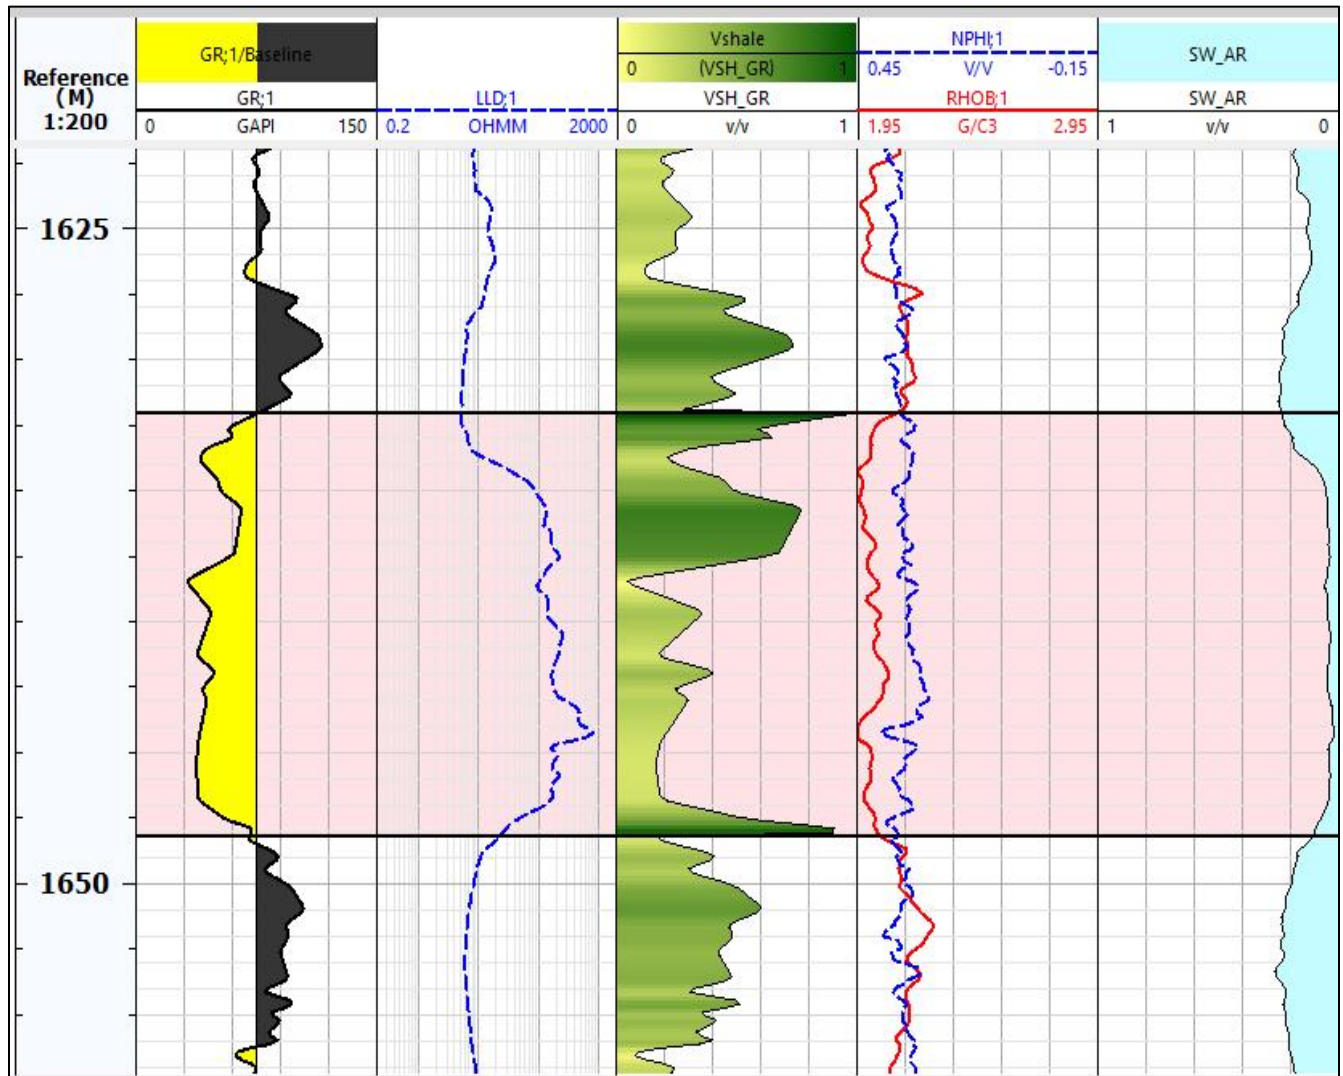 Reference
(M)
1:200
GR;1/Baseline
GR;1
0 GAPI 150
LLD;1
0.2 OHMM 2000
Vshale
0 (VSH_GR) 1
VSH_GR
0 v/v 1
NPHI;1
0.45 V/V -0.15
RHOB;1
1.95 G/C3 2.95
SW_AR
SW_AR
1 v/v 0
1625
1650